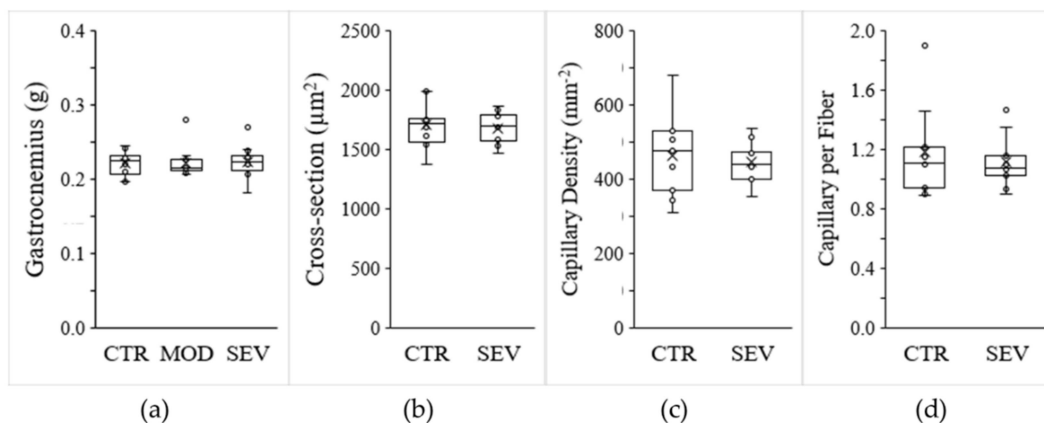 Gastrocnemius (g)
0.4
0.3
0.2
0.1
0.0
CTR MOD SEV
(a)
Cross-section (µm²)
2500
2000
1500
1000
500
0
CTR SEV
(b)
Capillary Density (mm⁻²)
800
600
400
200
0
CTR SEV
(c)
Capillary per Fiber
2.0
1.6
1.2
0.8
0.4
0.0
CTR SEV
(d)